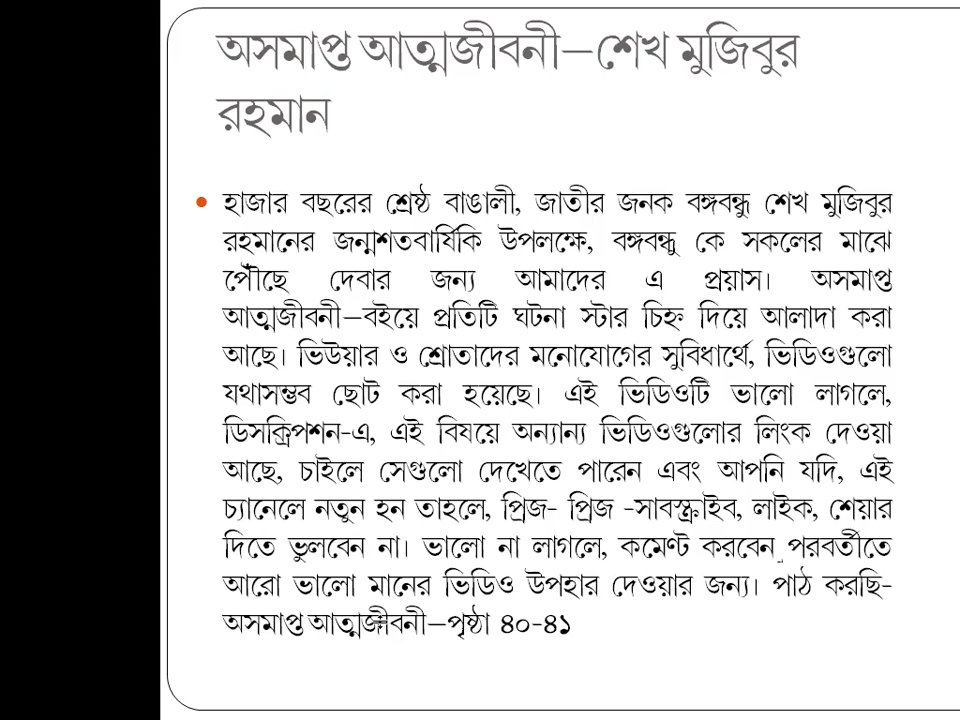 অসমাপ্ত আত্মজীবনী–শেখ মুজিবুর
রহমান
• হাজার বছরের শ্রেষ্ঠ বাঙালী, জাতীর জনক বঙ্গবন্ধু শেখ মুজিবুর
রহমানের জন্মশতবার্ষিকি উপলক্ষে, বঙ্গবন্ধু কে সকলের মাঝে
পৌঁছে দেবার জন্য আমাদের এ প্রয়াস। অসমাপ্ত
আত্মজীবনী–বইয়ে প্রতিটি ঘটনা স্টার চিহ্ন দিয়ে আলাদা করা
আছে। ভিউয়ার ও শ্রোতাদের মনোযোগের সুবিধার্থে, ভিডিওগুলো
যথাসম্ভব ছোট করা হয়েছে। এই ভিডিওটি ভালো লাগলে,
ডিসক্রিপশন-এ, এই বিষয়ে অন্যান্য ভিডিওগুলোর লিংক দেওয়া
আছে, চাইলে সেগুলো দেখেতে পারেন এবং আপনি যদি, এই
চ্যানেলে নতুন হন তাহলে, প্লিজ- প্লিজ -সাবস্ক্রাইব, লাইক, শেয়ার
দিতে ভুলবেন না। ভালো না লাগলে, কমেণ্ট করবেন পরবর্তীতে
আরো ভালো মানের ভিডিও উপহার দেওয়ার জন্য। পাঠ করছি-
অসমাপ্ত আত্মজীবনী–পৃষ্ঠা ৪০-৪১